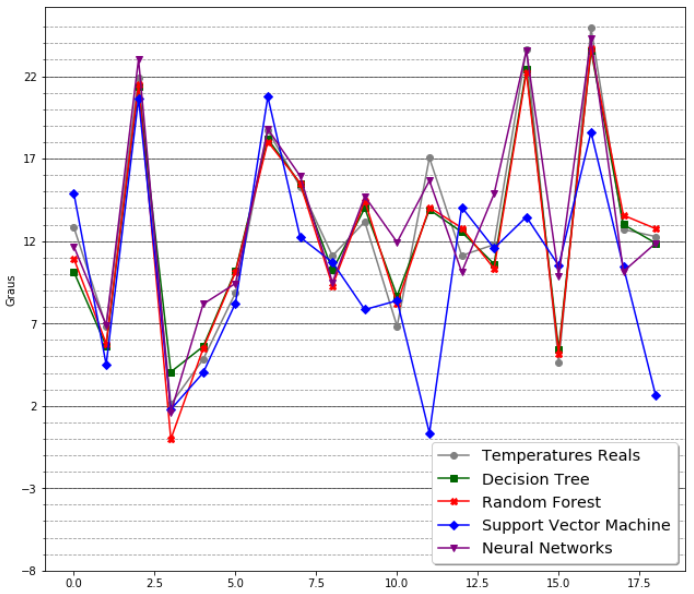 22
17
12
7
2
−3
−8
Graus
0.0 2.5 5.0 7.5 10.0 12.5 15.0 17.5
Temperatures Reals
Decision Tree
Random Forest
Support Vector Machine
Neural Networks